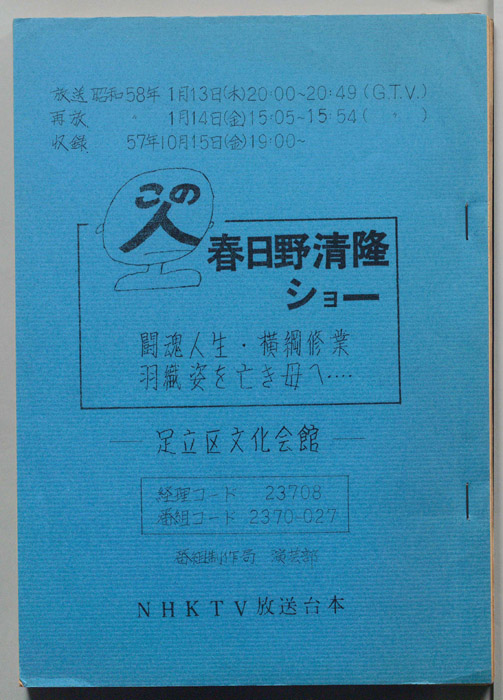 放送 昭和58年 1月13日(木)20:00~20:49 (G.T.V.)
再放 〃 1月14日(金)15:05~15:54( 〃 )
収録 57年10月15日(金)19:00~
この人
春日野清隆
ショー
闘魂人生・横綱修業
羽織姿を亡き母へ‥‥
― 足立区文化会館 ―
経理コード 23708
番組コード 2370-027
番組制作局 演芸部
NHKTV放送台本